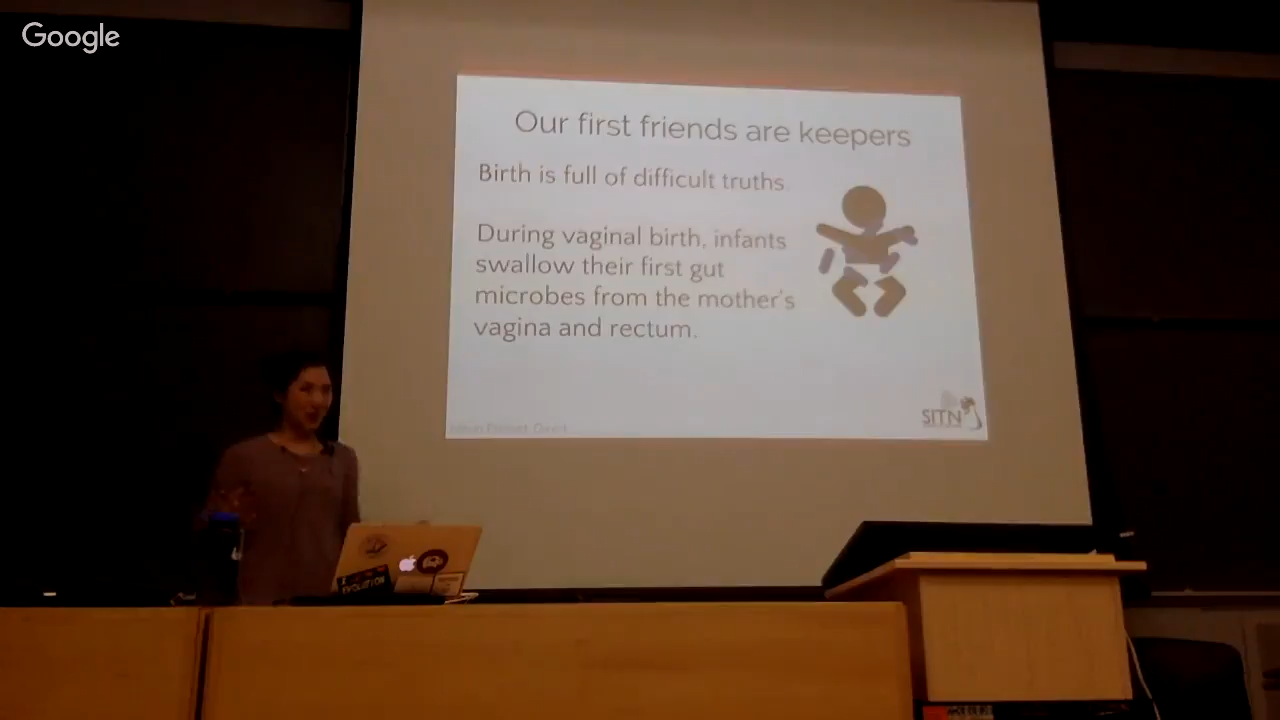 Google
Our first friends are keepers
Birth is full of difficult truths.
During vaginal birth, infants
swallow their first gut
microbes from the mother's
vagina and rectum.
SITN
EVOLUTION